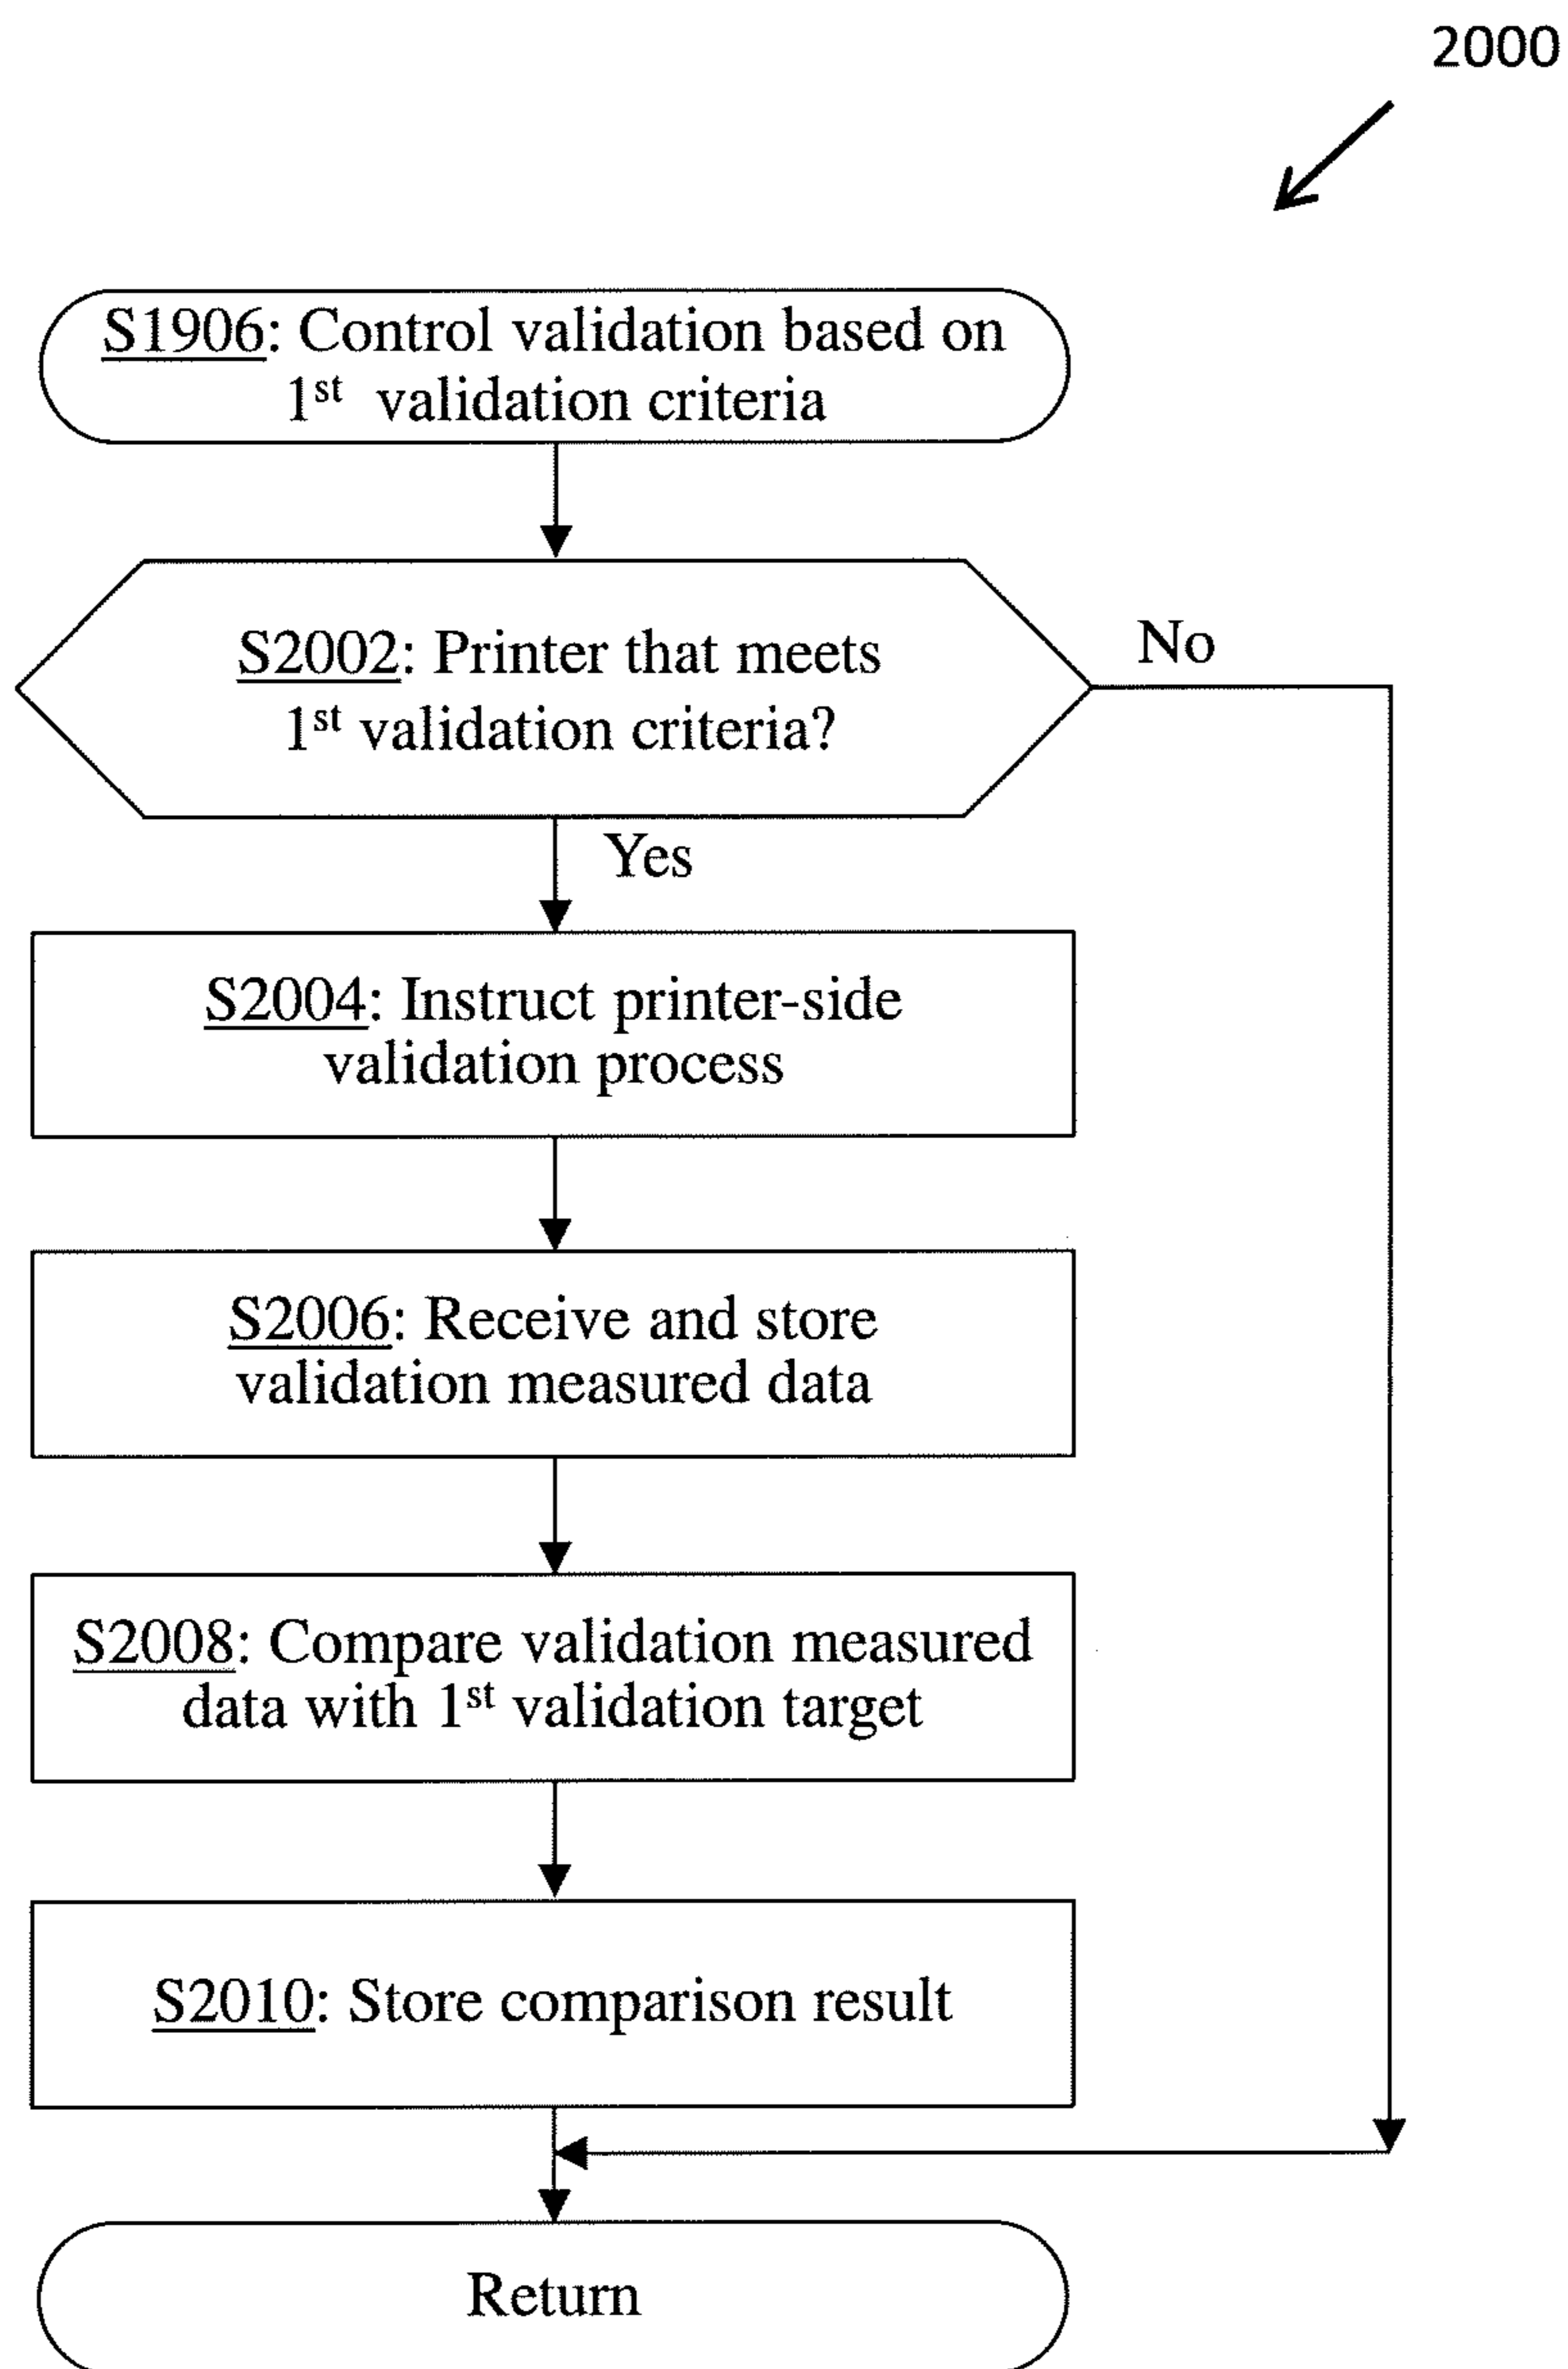 2000
S1906: Control validation based on
1st validation criteria
S2002: Printer that meets
1st validation criteria?
No
Yes
S2004: Instruct printer-side
validation process
S2006: Receive and store
validation measured data
S2008: Compare validation measured
data with 1st validation target
S2010: Store comparison result
Return